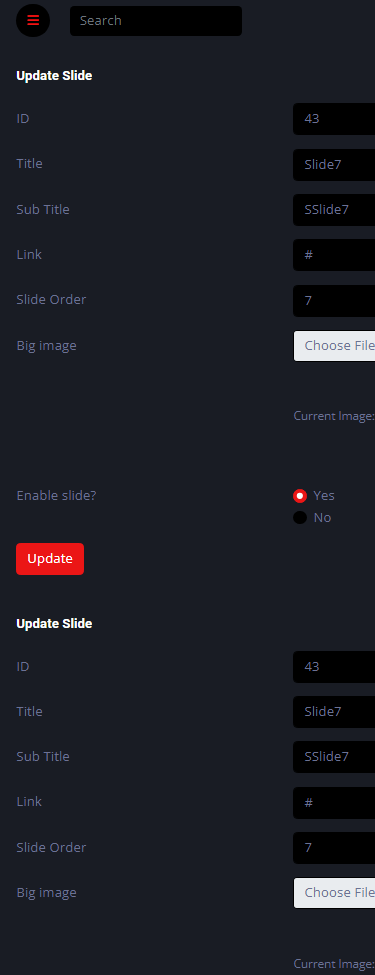 Search
Update Slide
ID 43
Title Slide7
Sub Title SSlide7
Link #
Slide Order 7
Big image Choose File
Current Image:
Enable slide? Yes
No
Update
Update Slide
ID 43
Title Slide7
Sub Title SSlide7
Link #
Slide Order 7
Big image Choose File
Current Image: